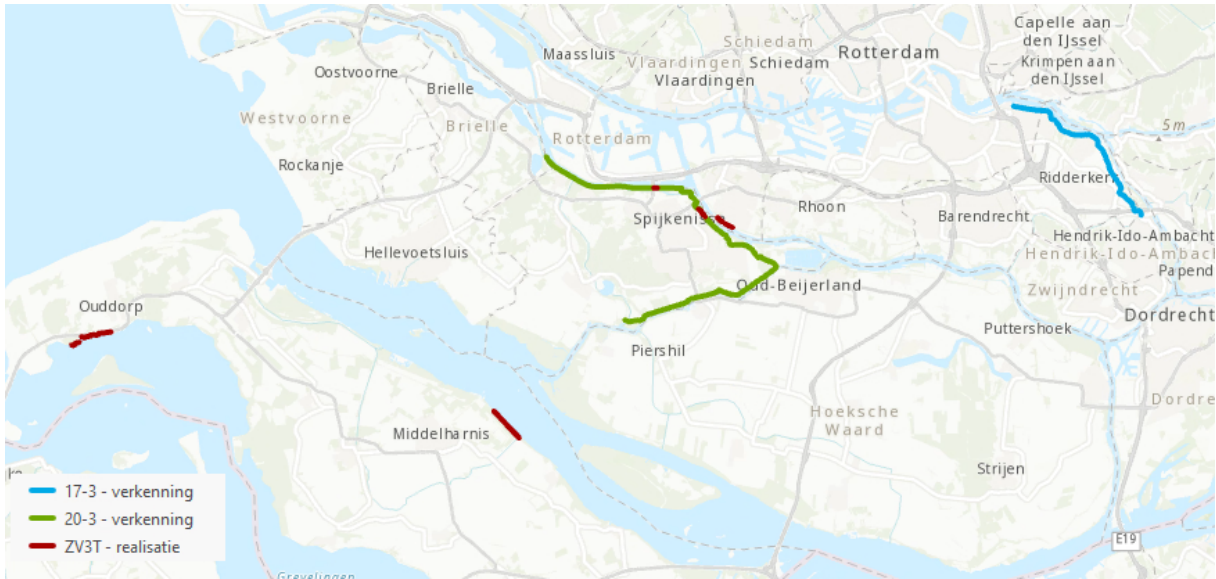 Capelle aan
den IJssel
Krimpen aan
den IJssel
Schiedam
Rotterdam
Maassluis
Vlaardingen
Schiedam
Vlaardingen
Oostvoorne
Brielle
Westvoorne
Brielle
Rotterdam
5 m
Rockanje
Ridderkerk
Spijkenisse
Rhoon
Barendrecht
Hendrik-Ido-Ambacht
Hendrik-Ido-Ambach
Hellevoetsluis
Papend
Oud-Beijerland
Zwijndrecht
Ouddorp
Dordrecht
Puttershoek
Piershil
Dordre
Hoeksche
Waard
Middelharnis
Strijen
17-3 - verkenning
20-3 - verkenning
ZV3T - realisatie
E19
Grevelingen